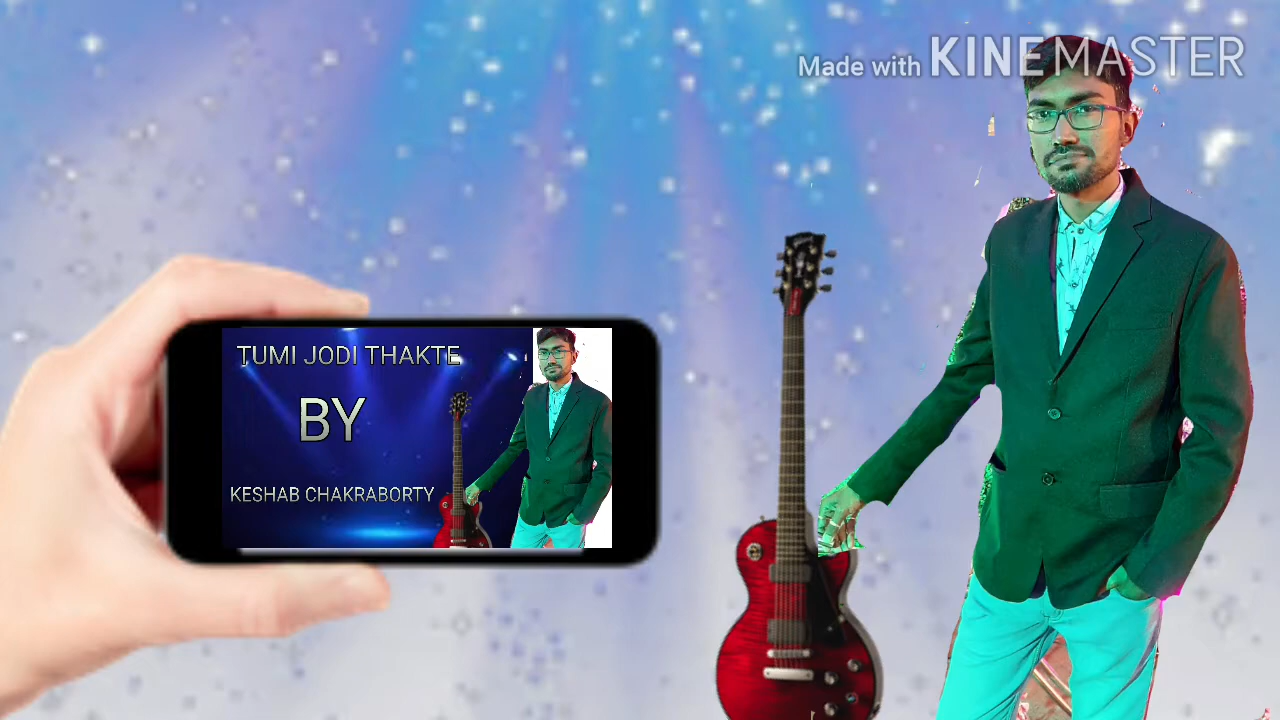 Made with KINEMASTER
TUMI JODI THAKTE
BY
KESHAB CHAKRABORTY